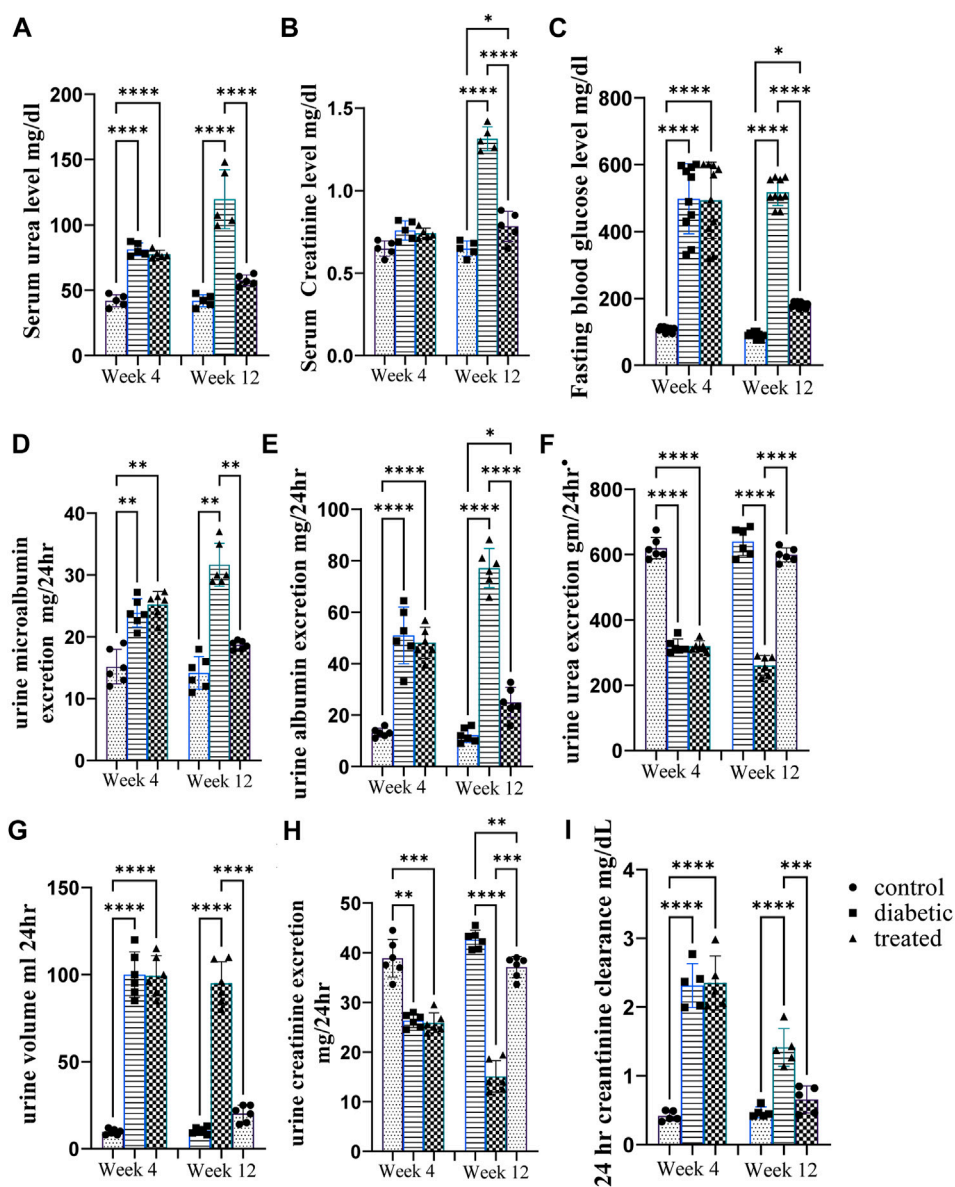 A
Serum urea level mg/dl
200
150
100
50
0
****
****
****
****
Week 4
Week 12
B
Serum Creatinine level mg/dl
1.5
1.0
0.5
0.0
*
****
****
Week 4
Week 12
C
Fasting blood glucose level mg/dl
800
600
400
200
0
****
****
*
****
****
Week 4
Week 12
D
urine microalbumin
excretion mg/24hr
40
30
20
10
0
**
**
**
**
Week 4
Week 12
E
urine albumin excretion mg/24hr
100
80
60
40
20
0
****
****
*
****
****
Week 4
Week 12
F
urine urea excretion gm/24hr
800
600
400
200
0
****
****
****
****
Week 4
Week 12
G
urine volume ml 24hr
150
100
50
0
****
****
****
****
Week 4
Week 12
H
urine creatinine excretion
mg/24hr
50
40
30
20
10
0
***
**
**
***
****
Week 4
Week 12
I
24 hr creantinine clearance mg/dL
4
3
2
1
0
****
****
***
****
Week 4
Week 12
control
diabetic
treated